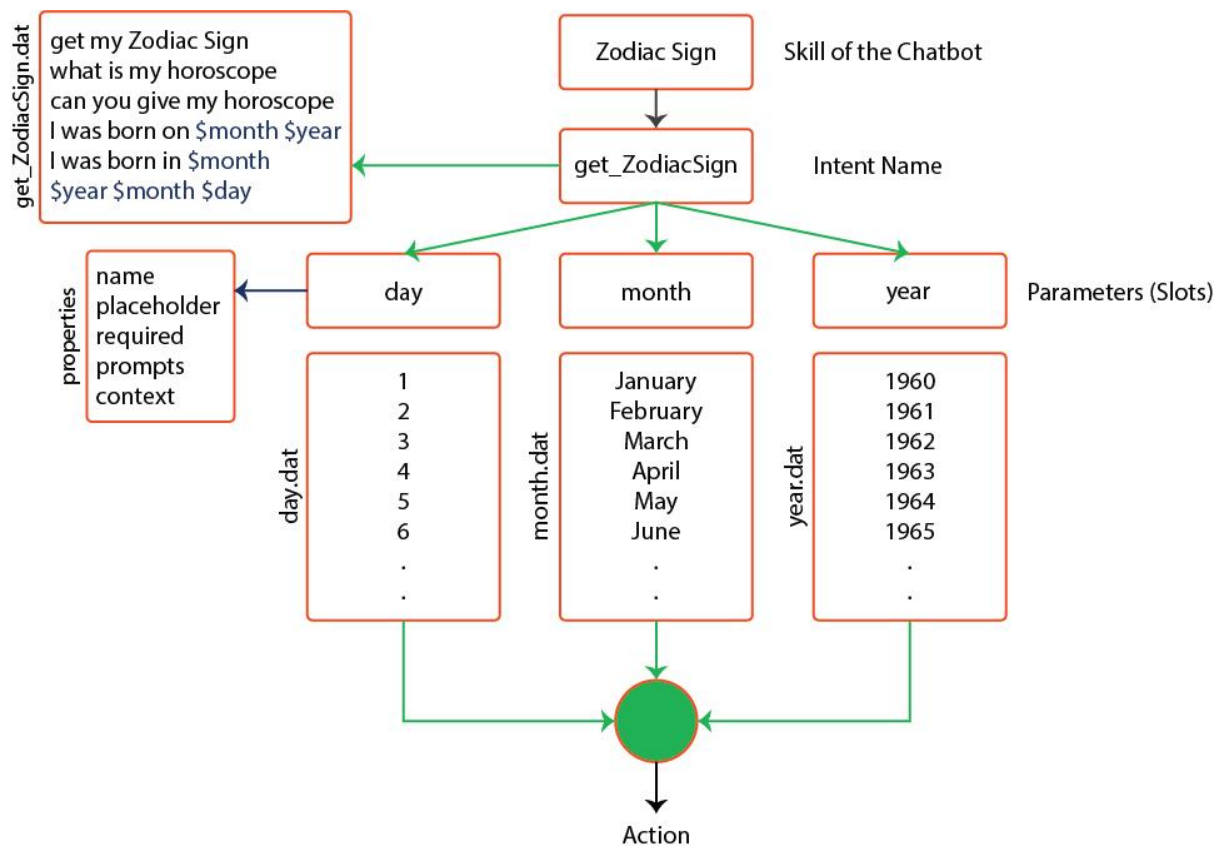 get_ZodiacSign.dat
get my Zodiac Sign
what is my horoscope
can you give my horoscope
I was born on $month $year
I was born in $month
$year $month $day
Zodiac Sign
Skill of the Chatbot
get_ZodiacSign
Intent Name
properties
name
placeholder
required
prompts
context
day
month
year
Parameters (Slots)
day.dat
1
2
3
4
5
6
.
.
month.dat
January
February
March
April
May
June
.
.
year.dat
1960
1961
1962
1963
1964
1965
.
.
Action